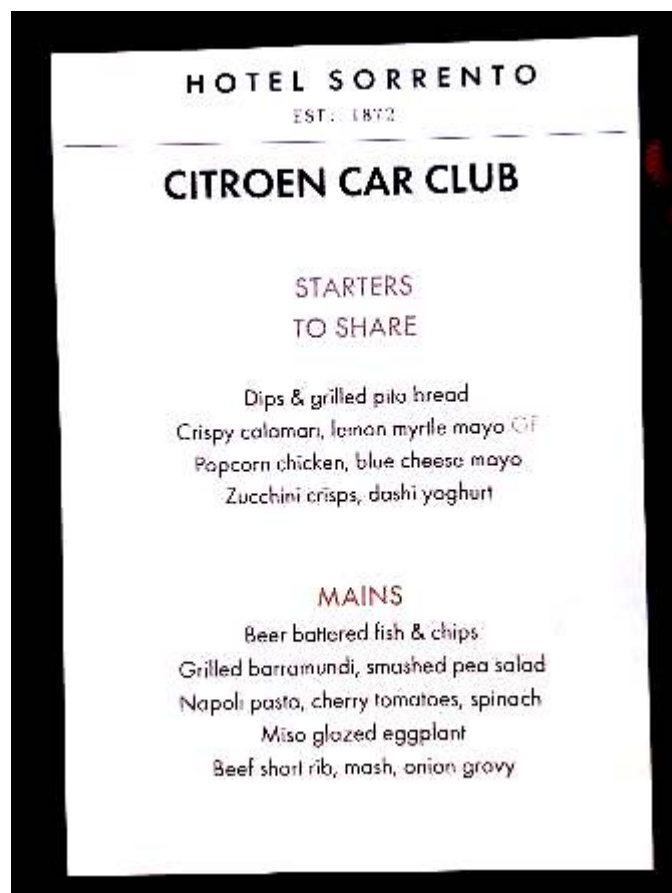 HOTEL SORRENTO
EST. 1872
CITROEN CAR CLUB
STARTERS
TO SHARE
Dips & grilled pita bread
Crispy calamari, lemon myrtle mayo GF
Popcorn chicken, blue cheese mayo
Zucchini crisps, dashi yoghurt
MAINS
Beer battered fish & chips
Grilled barramundi, smashed pea salad
Napoli pasta, cherry tomatoes, spinach
Miso glazed eggplant
Beef short rib, mash, onion gravy